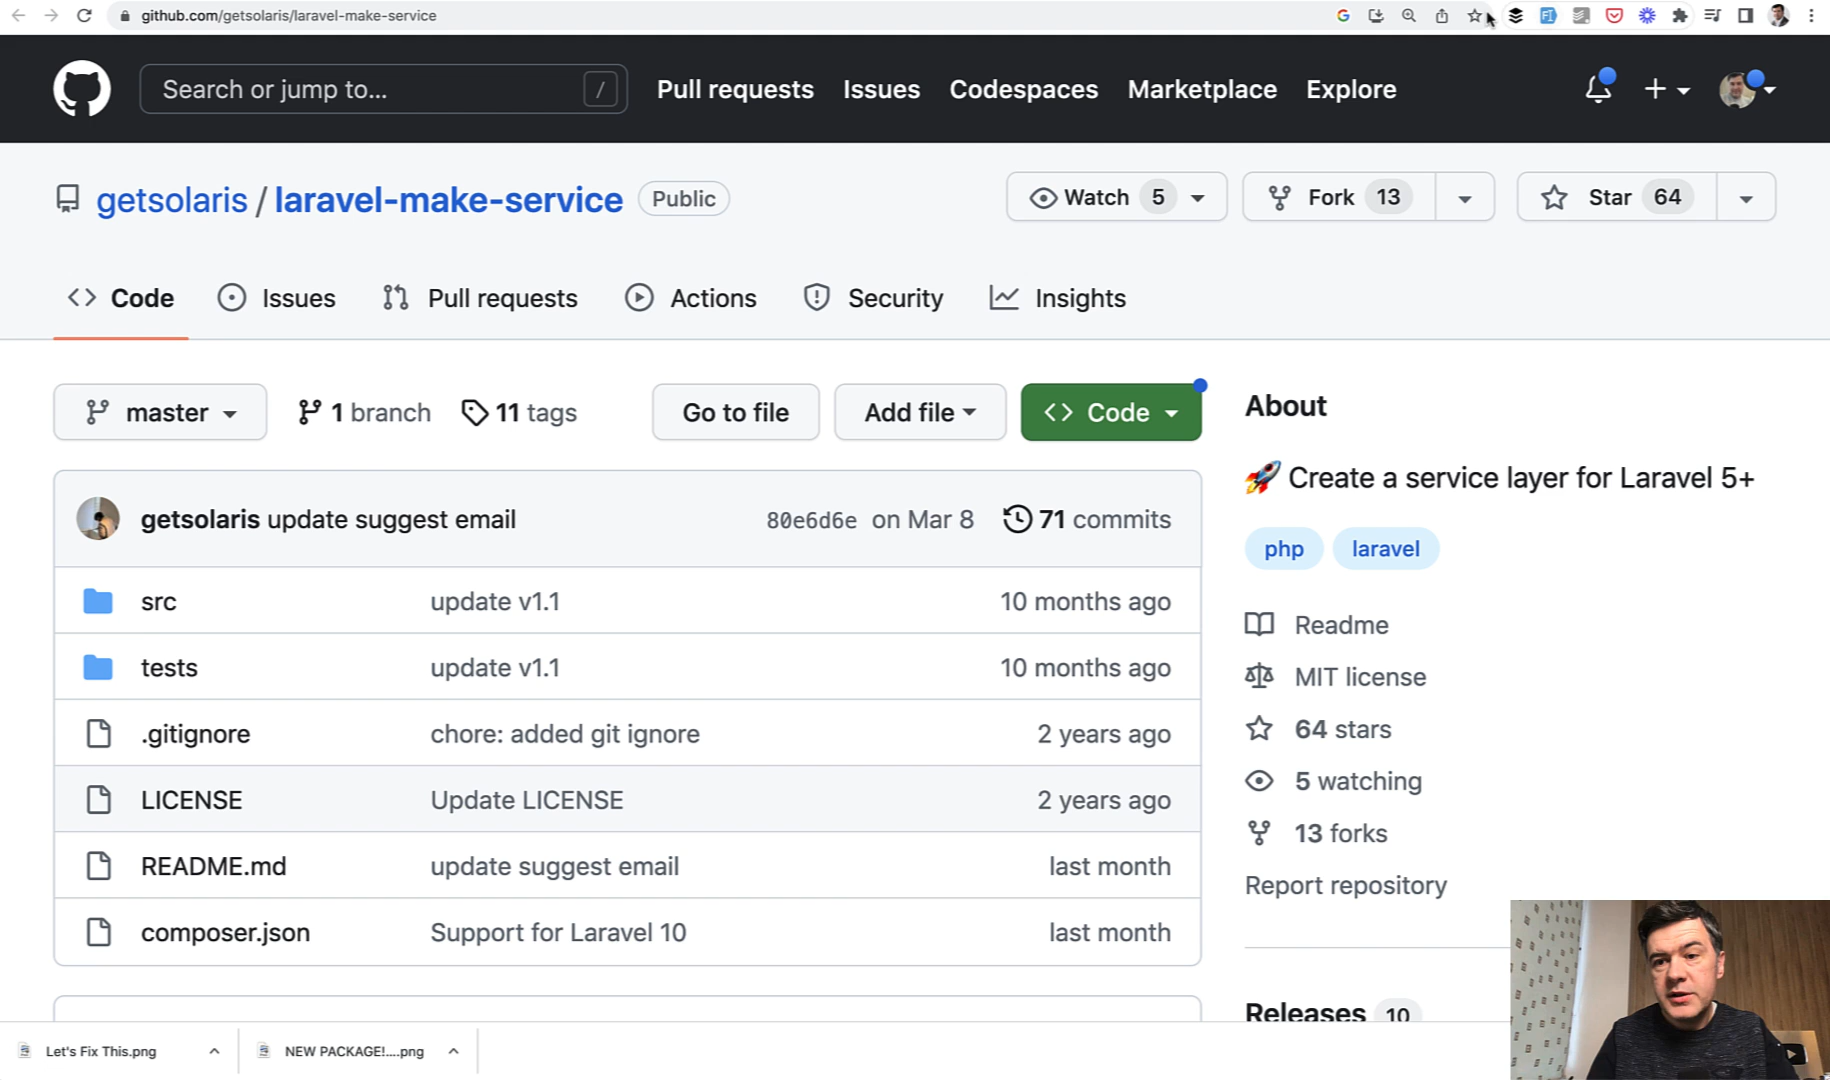 github.com/getsolaris/laravel-make-service
Search or jump to...
/
Pull requests
Issues
Codespaces
Marketplace
Explore
getsolaris / laravel-make-service
Public
Watch 5
Fork 13
Star 64
Code
Issues
Pull requests
Actions
Security
Insights
master
1 branch
11 tags
Go to file
Add file
Code
About
getsolaris update suggest email
80e6d6e on Mar 8
71 commits
src
update v1.1
10 months ago
tests
update v1.1
10 months ago
.gitignore
chore: added git ignore
2 years ago
LICENSE
Update LICENSE
2 years ago
README.md
update suggest email
last month
composer.json
Support for Laravel 10
last month
Create a service layer for Laravel 5+
php
laravel
Readme
MIT license
64 stars
5 watching
13 forks
Report repository
Releases 10
Let's Fix This.png
NEW PACKAGE!....png